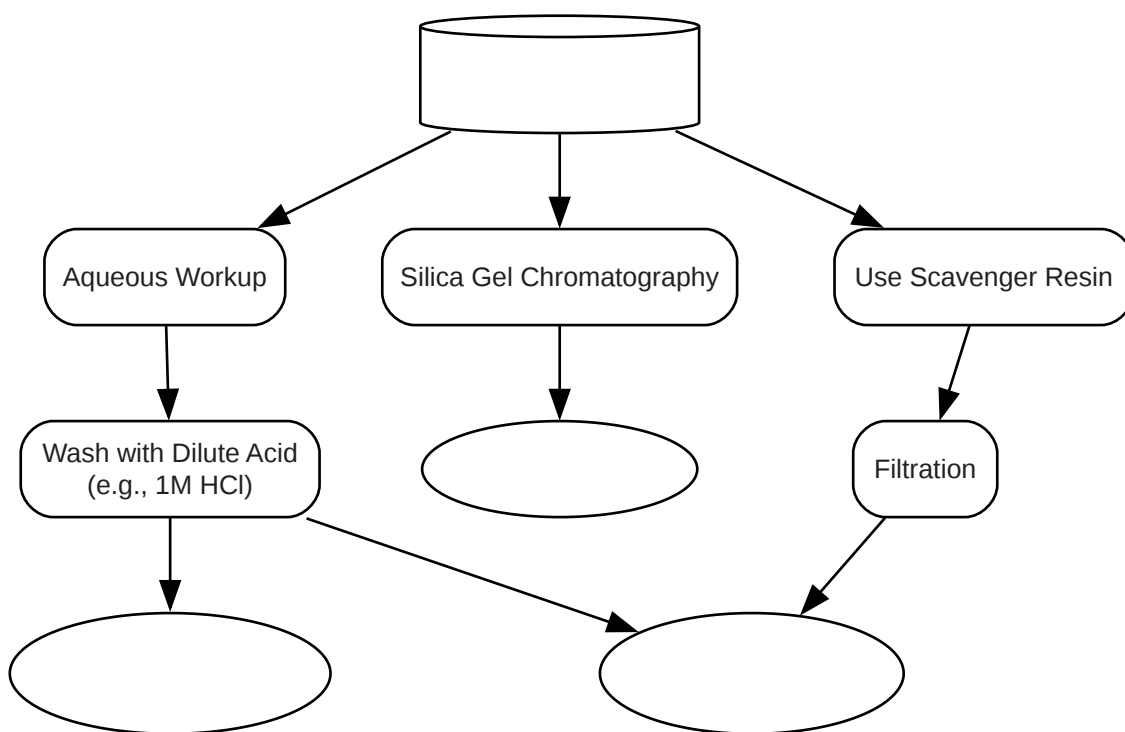 Aqueous Workup
Silica Gel Chromatography
Use Scavenger Resin
Wash with Dilute Acid
(e.g., 1M HCl)
Filtration